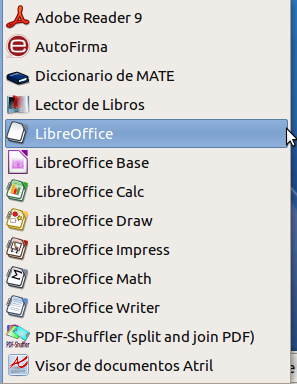 Adobe Reader 9
AutoFirma
Diccionario de MATE
Lector de Libros
LibreOffice
LibreOffice Base
LibreOffice Calc
LibreOffice Draw
LibreOffice Impress
LibreOffice Math
LibreOffice Writer
PDF-Shuffler (split and join PDF)
Visor de documentos Atril